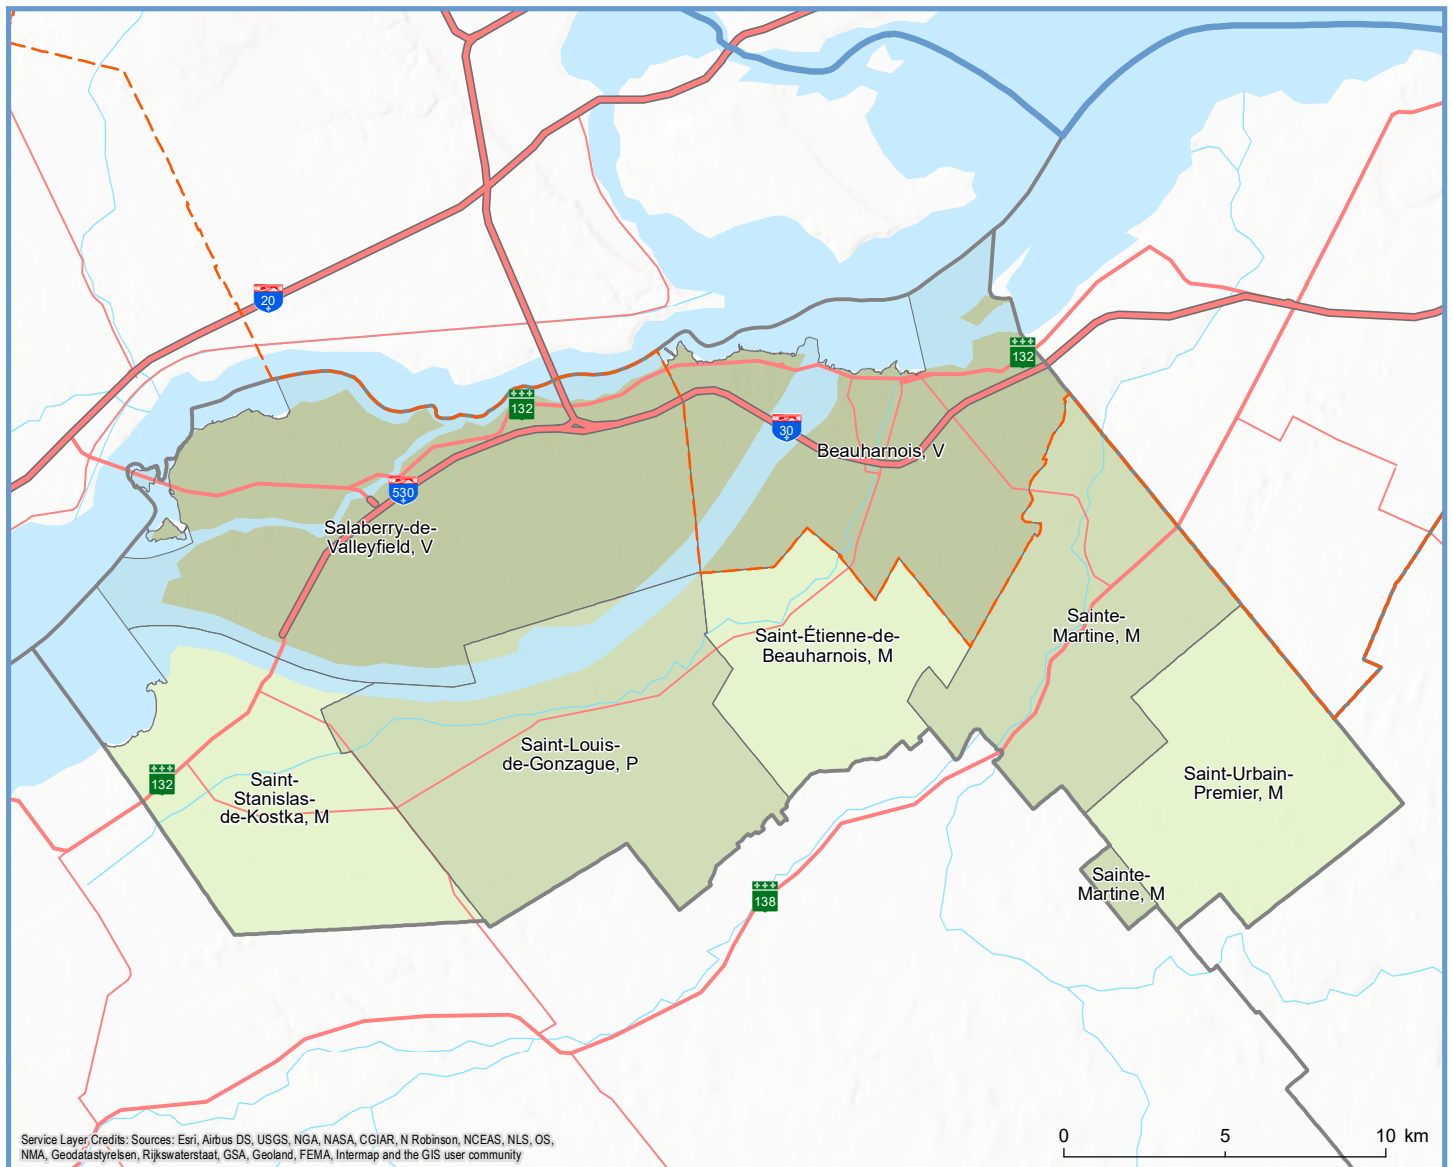 20
132
132
30
Beauharnois, V
530
Salaberry-de-
Valleyfield, V
Sainte-
Martine, M
Saint-Étienne-de-
Beauharnois, M
Saint-Louis-
de-Gonzague, P
Saint-Urbain-
Premier, M
132
Saint-
Stanislas-
de-Kostka, M
Sainte-
Martine, M
138
Service Layer Credits: Sources: Esri, Airbus DS, USGS, NGA, NASA, CGIAR, N Robinson, NCEAS, NLS, OS,
NMA, Geodatastyrelsen, Rijkswaterstaat, GSA, Geoland, FEMA, Intermap and the GIS user community
0 5 10 km